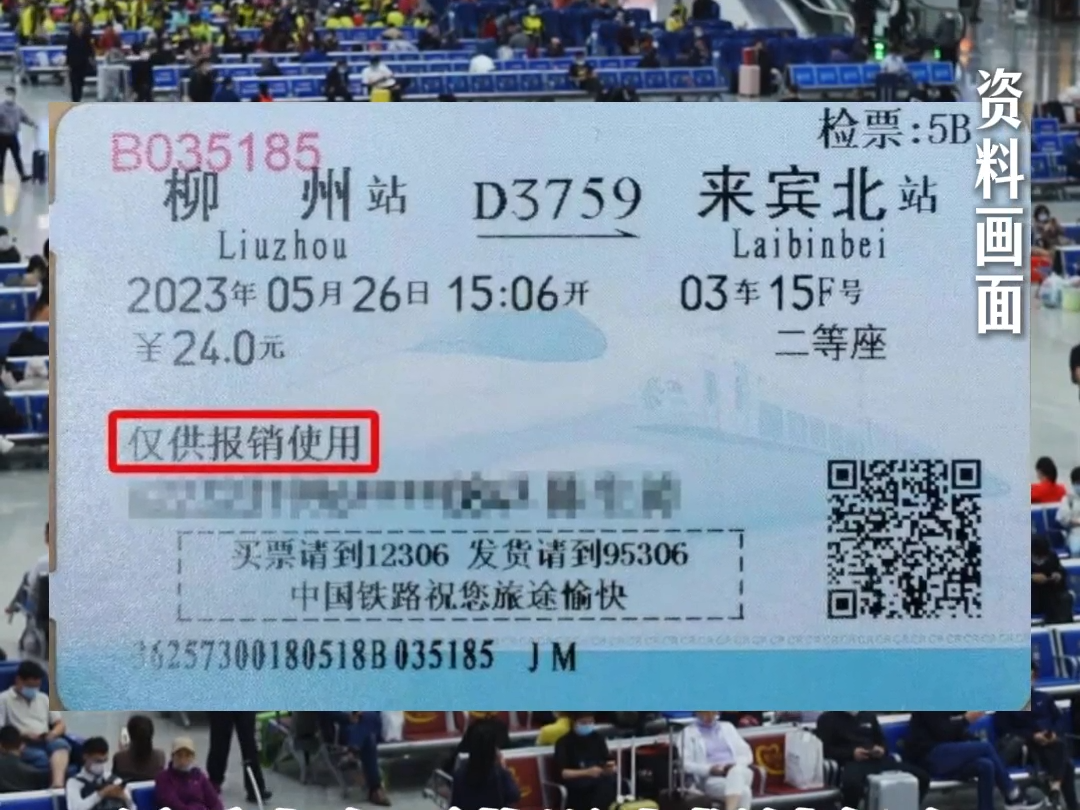 检票:5B
B035185
柳州站 D3759 来宾北站
Liuzhou Laibinbei
2023年05月26日 15:06开 03车15F号
￥24.0元 二等座
仅供报销使用
买票请到12306 发货请到95306
中国铁路祝您旅途愉快
36257300180518B035185 JM
资料画面